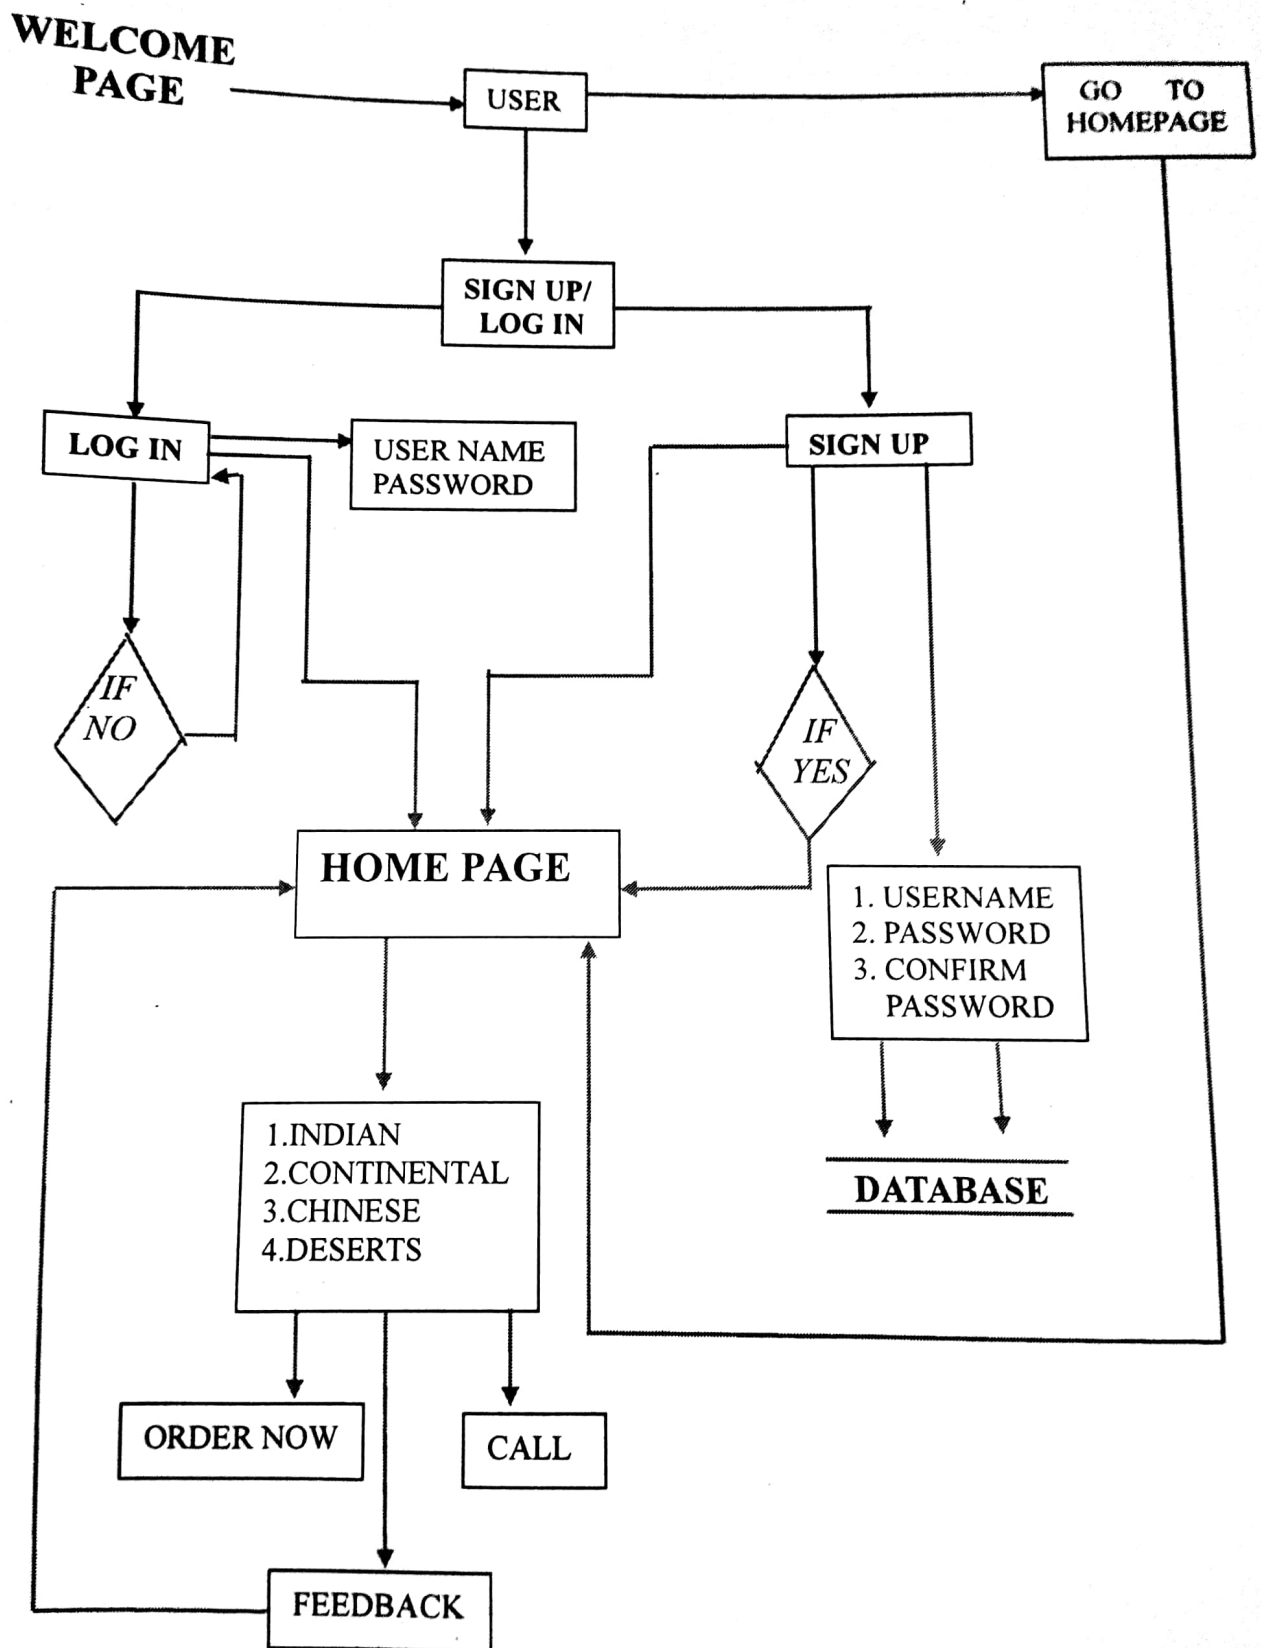 WELCOME
PAGE
USER
GO TO
HOMEPAGE
SIGN UP/
LOG IN
LOG IN
USER NAME
PASSWORD
SIGN UP
IF
NO
IF
YES
HOME PAGE
1. USERNAME
2. PASSWORD
3. CONFIRM
PASSWORD
1.INDIAN
2.CONTINENTAL
3.CHINESE
4.DESERTS
DATABASE
ORDER NOW
CALL
FEEDBACK